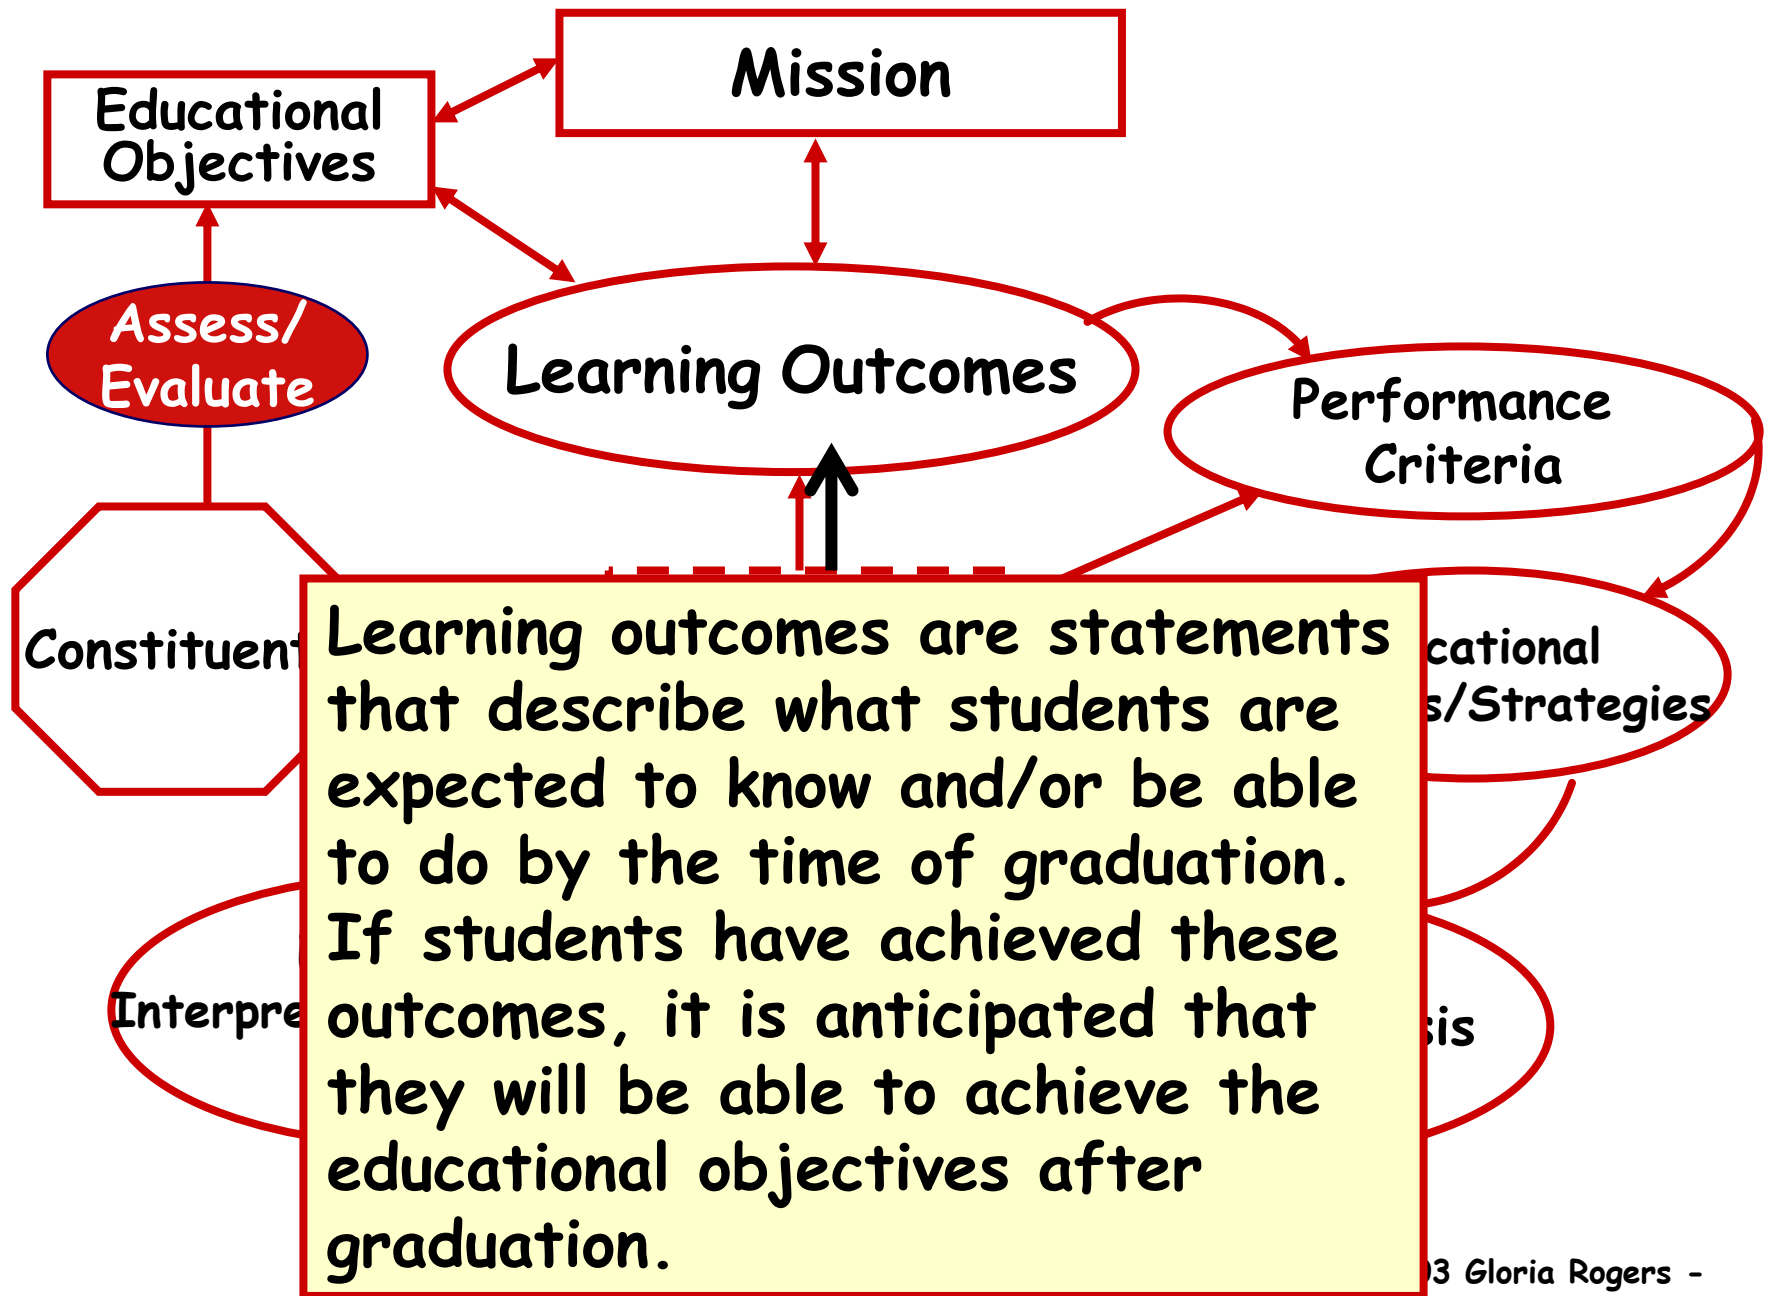 Mission
Educational
Objectives
Assess/
Evaluate
Learning Outcomes
Performance
Criteria
Learning outcomes are statements
that describe what students are
expected to know and/or be able
to do by the time of graduation.
If students have achieved these
outcomes, it is anticipated that
they will be able to achieve the
educational objectives after
graduation.
Constituent
cational
s/Strategies
Interpre
sis
03 Gloria Rogers -